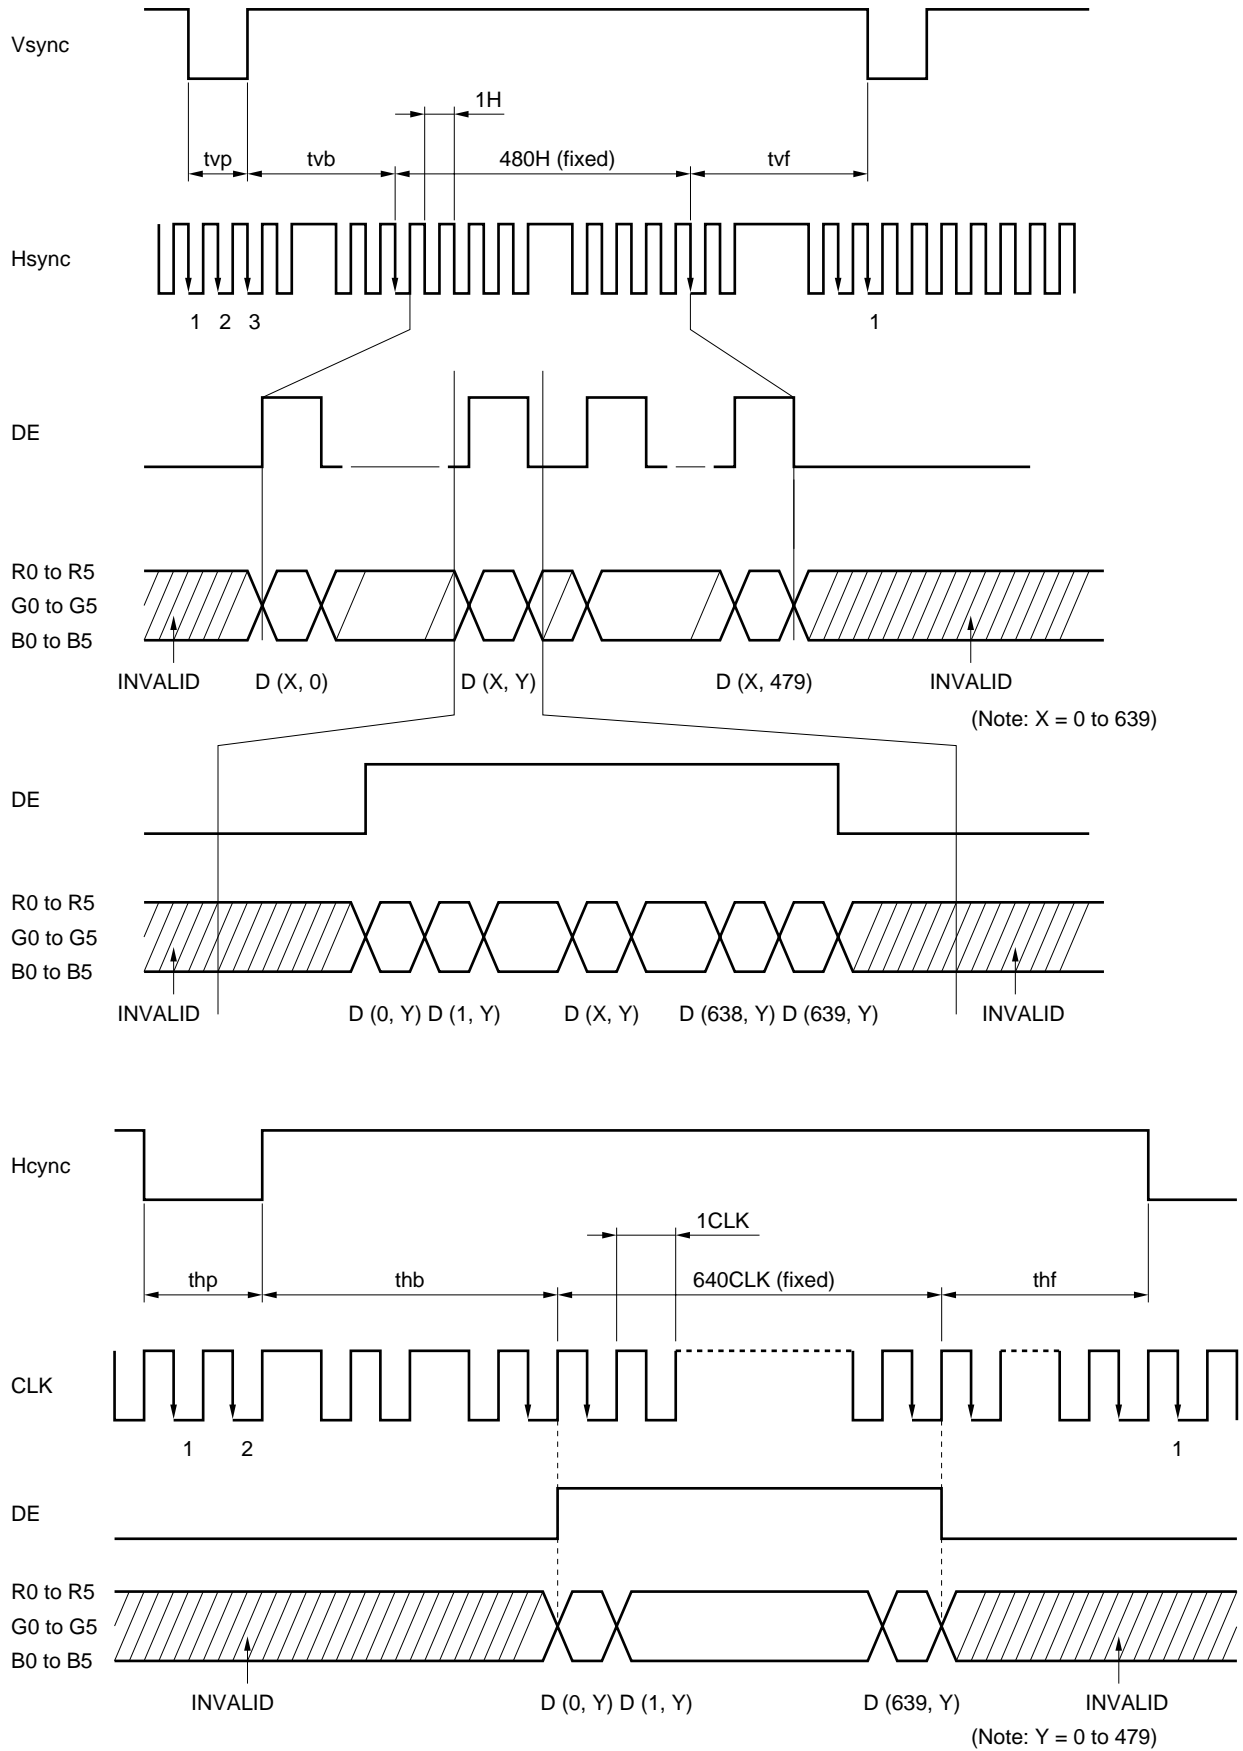 Vsync
1H
tvp tvb 480H (fixed) tvf
Hsync
1 2 3 1
DE
R0 to R5
G0 to G5
B0 to B5
INVALID D (X, 0) D (X, Y) D (X, 479) INVALID
(Note: X = 0 to 639)
DE
R0 to R5
G0 to G5
B0 to B5
INVALID D (0, Y) D (1, Y) D (X, Y) D (638, Y) D (639, Y) INVALID
Hcync
1CLK
thp thb 640CLK (fixed) thf
CLK
1 2 1
DE
R0 to R5
G0 to G5
B0 to B5
INVALID D (0, Y) D (1, Y) D (639, Y) INVALID
(Note: Y = 0 to 479)